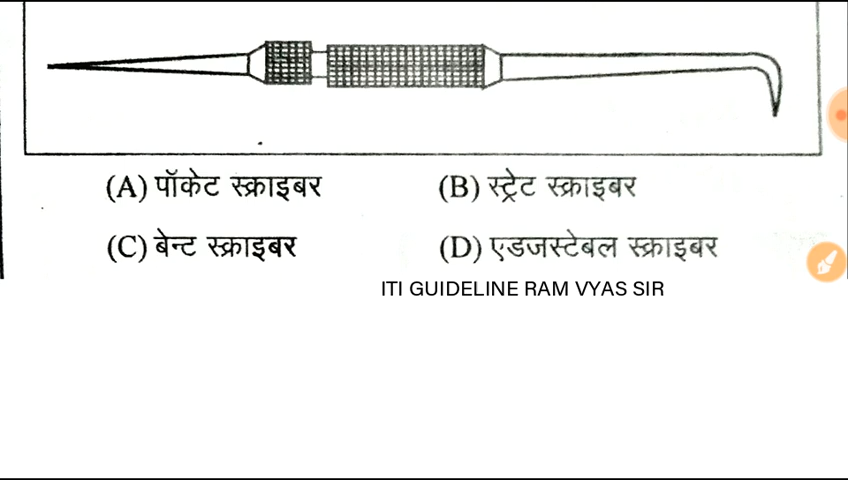 (A) पॉकेट स्क्राइबर (B) स्ट्रेट स्क्राइबर
(C) बेन्ट स्क्राइबर (D) एडजस्टेबल स्क्राइबर
ITI GUIDELINE RAM VYAS SIR